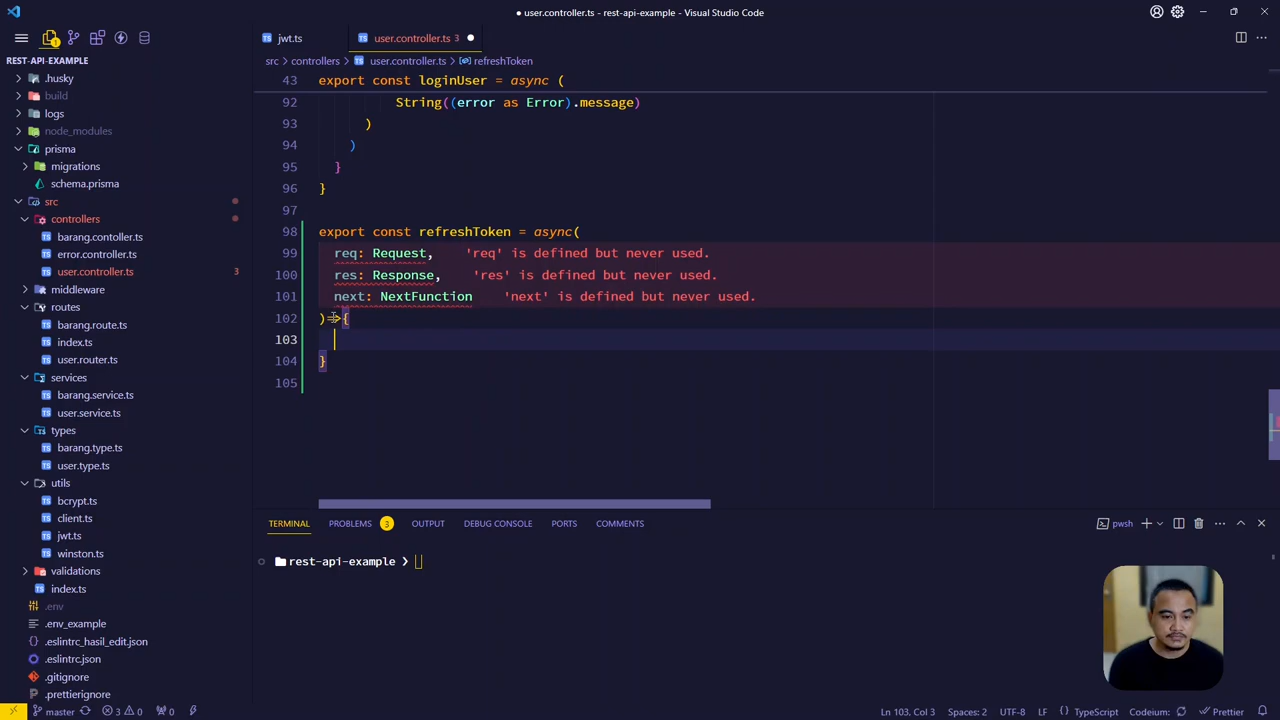 ● user.controller.ts - rest-api-example - Visual Studio Code
REST-API-EXAMPLE
.husky
build
logs
node_modules
prisma
migrations
schema.prisma
src
controllers
barang.contoller.ts
error.controller.ts
user.controller.ts 3
middleware
routes
barang.route.ts
index.ts
user.router.ts
services
barang.service.ts
user.service.ts
types
barang.type.ts
user.type.ts
utils
bcrypt.ts
client.ts
jwt.ts
winston.ts
validations
index.ts
.env
.env_example
.eslintrc_hasil_edit.json
.eslintrc.json
.gitignore
.prettierignore
jwt.ts
user.controller.ts 3 ●
src > controllers > user.controller.ts > refreshToken
43 export const loginUser = async (
92 String((error as Error).message)
93 )
94 )
95 }
96 }
97
98 export const refreshToken = async(
99 req: Request, 'req' is defined but never used.
100 res: Response, 'res' is defined but never used.
101 next: NextFunction 'next' is defined but never used.
102 )=>{
103
104 }
105
TERMINAL PROBLEMS 3 OUTPUT DEBUG CONSOLE PORTS COMMENTS
pwsh
rest-api-example ❯
master 3 0 0 Ln 103, Col 3 Spaces: 2 UTF-8 LF {} TypeScript Codeium: Prettier